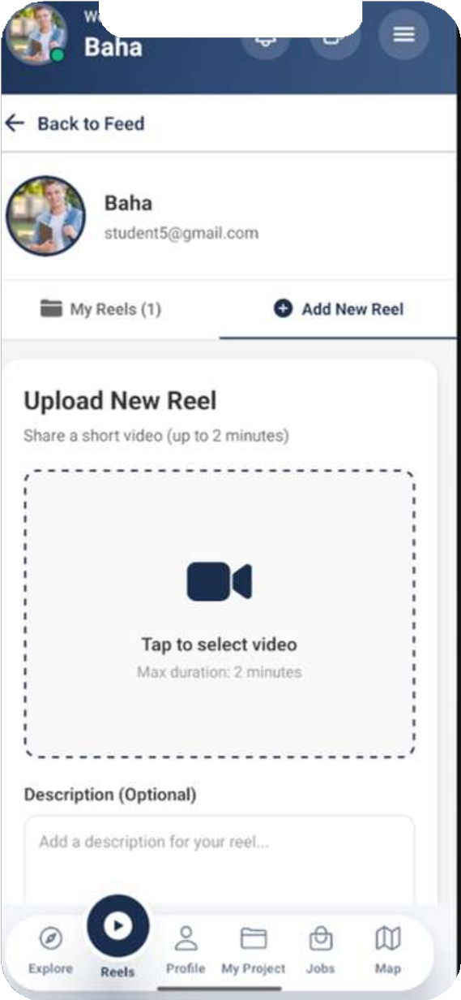 Baha
Back to Feed
Baha
student5@gmail.com
My Reels (1)
Add New Reel
Upload New Reel
Share a short video (up to 2 minutes)
Tap to select video
Max duration: 2 minutes
Description (Optional)
Add a description for your reel...
Explore
Reels
Profile
My Project
Jobs
Map